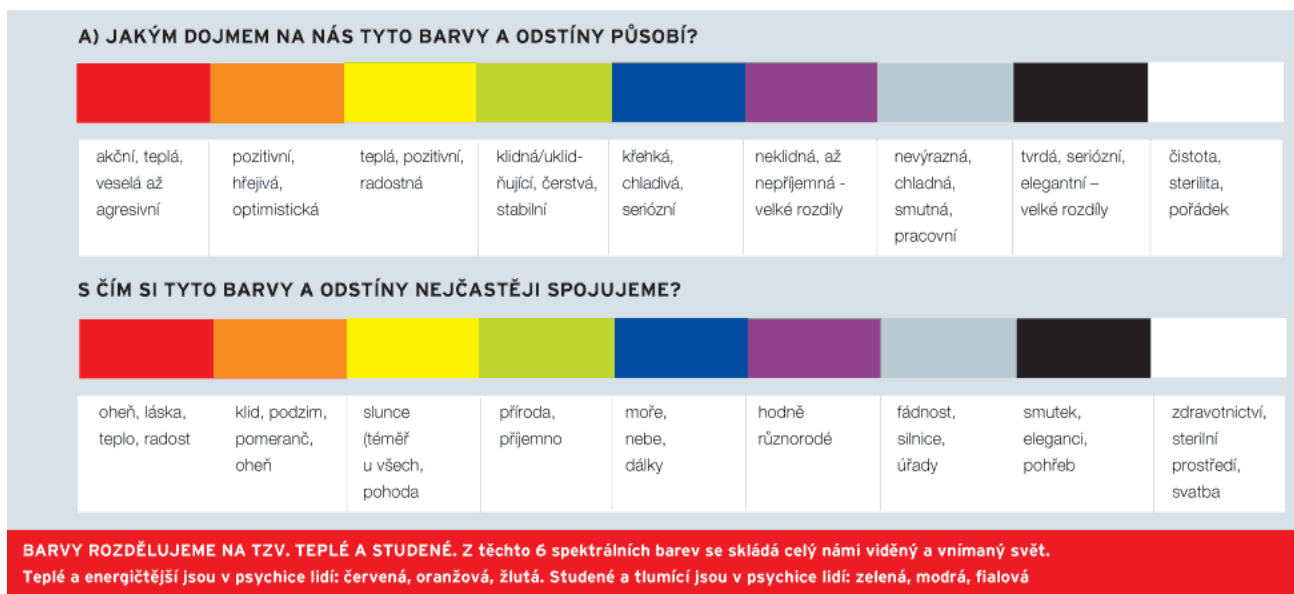 A) JAKÝM DOJMEM NA NÁS TYTO BARVY A ODSTÍNY PŮSOBÍ?
akční, teplá,
veselá až
agresivní
pozitivní,
hřejivá,
optimistická
teplá, pozitivní,
radostná
klidná/uklid-
ňující, čerstvá,
stabilní
křehká,
chladivá,
seriózní
neklidná, až
nepříjemná -
velké rozdíly
nevýrazná,
chladná,
smutná,
pracovní
tvrdá, seriózní,
elegantní –
velké rozdíly
čistota,
sterilita,
pořádek
S ČÍM SI TYTO BARVY A ODSTÍNY NEJČASTĚJI SPOJUJEME?
oheň, láska,
teplo, radost
klid, podzim,
pomeranč,
oheň
slunce
(téměř
u všech,
pohoda
příroda,
příjemno
moře,
nebe,
dálky
hodně
různorodé
fádnost,
silnice,
úřady
smutek,
eleganci,
pohřeb
zdravotnictví,
sterilní
prostředí,
svatba
BARVY ROZDĚLUJEME NA TZV. TEPLÉ A STUDENÉ. Z těchto 6 spektrálních barev se skládá celý námi viděný a vnímaný svět.
Teplé a energičtější jsou v psychice lidí: červená, oranžová, žlutá. Studené a tlumící jsou v psychice lidí: zelená, modrá, fialová